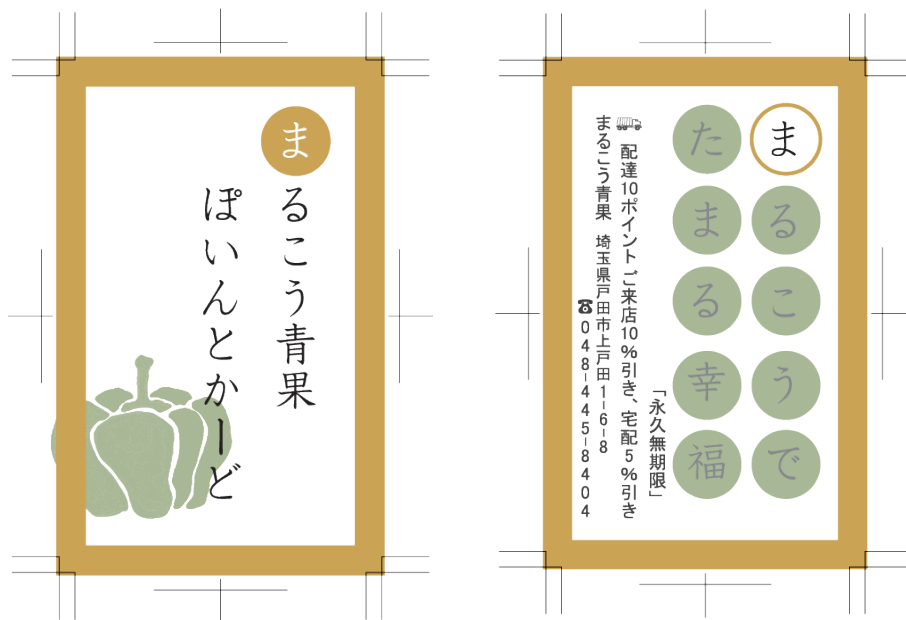 まるこう青果
ぽいんとかーど
まるこうで
たまる幸福
「永久無期限」
配達10ポイントご来店10%引き、宅配5%引き
まるこう青果 埼玉県戸田市上戸田1-6-8
☎048-445-8404